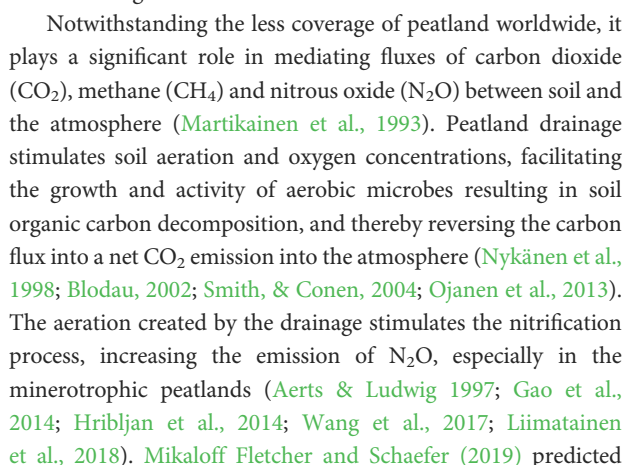 Notwithstanding the less coverage of peatland worldwide, it
plays a significant role in mediating fluxes of carbon dioxide
(CO₂), methane (CH₄) and nitrous oxide (N₂O) between soil and
the atmosphere (Martikainen et al., 1993). Peatland drainage
stimulates soil aeration and oxygen concentrations, facilitating
the growth and activity of aerobic microbes resulting in soil
organic carbon decomposition, and thereby reversing the carbon
flux into a net CO₂ emission into the atmosphere (Nykänen et al.,
1998; Blodau, 2002; Smith, & Conen, 2004; Ojanen et al., 2013).
The aeration created by the drainage stimulates the nitrification
process, increasing the emission of N₂O, especially in the
minerotrophic peatlands (Aerts & Ludwig 1997; Gao et al.,
2014; Hribljan et al., 2014; Wang et al., 2017; Liimatainen
et al., 2018). Mikaloff Fletcher and Schaefer (2019) predicted